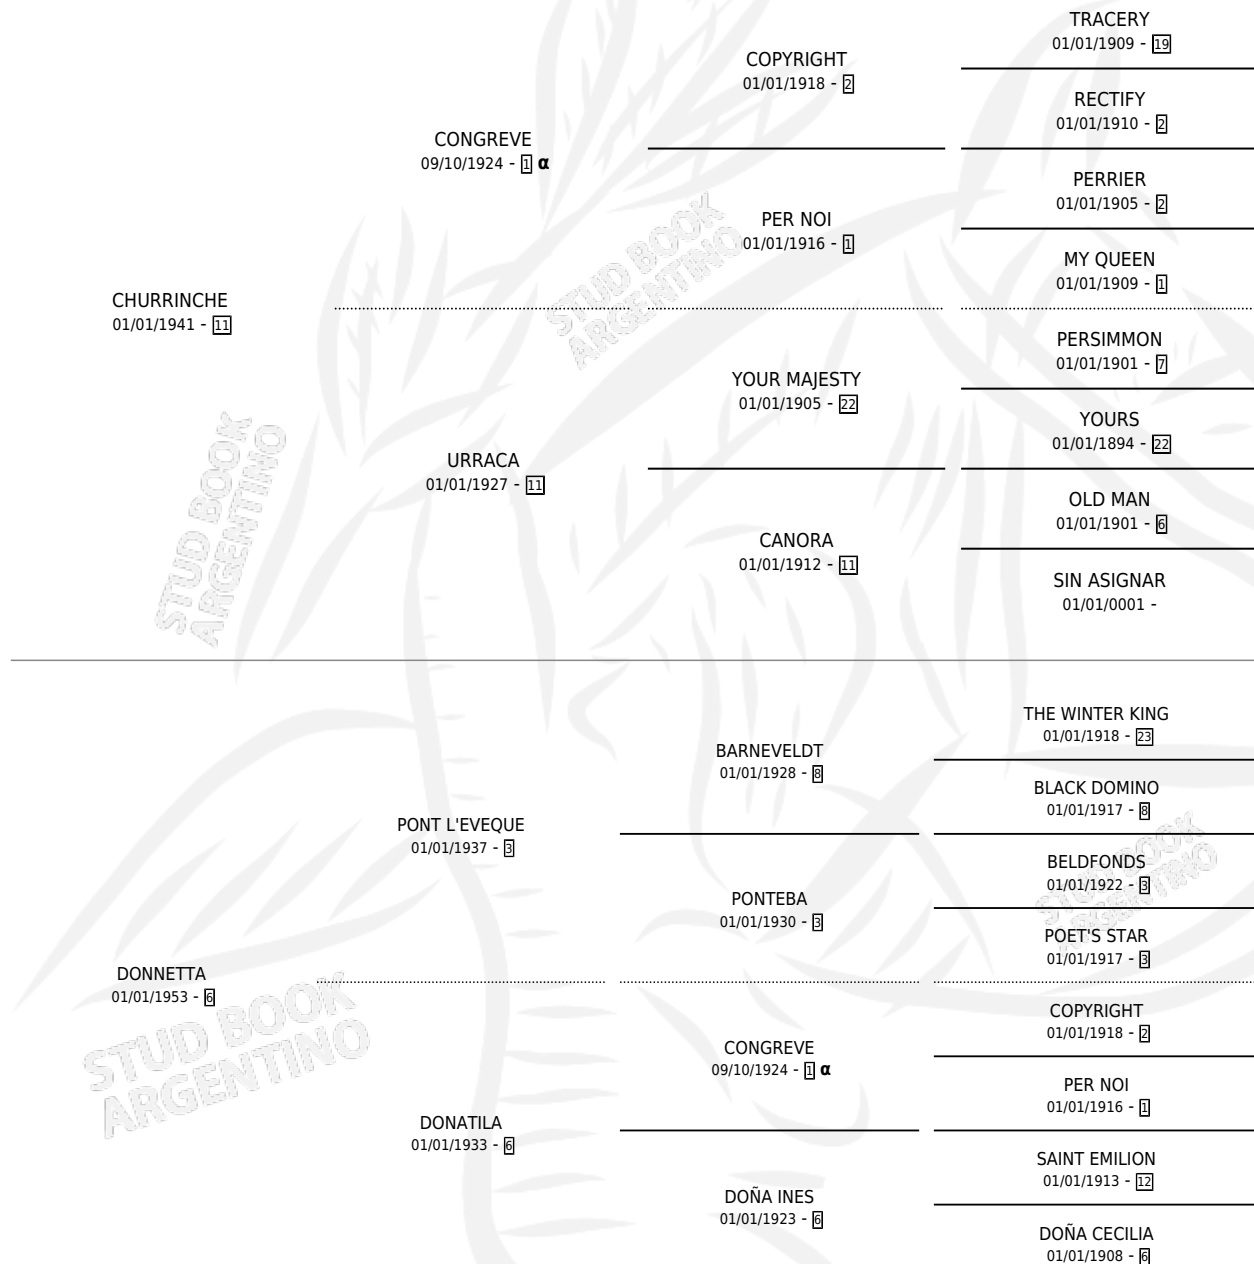 TRACERY
01/01/1909 - 19
COPYRIGHT
01/01/1918 - 2
RECTIFY
01/01/1910 - 2
CONGREVE
09/10/1924 - 1 α
PERRIER
01/01/1905 - 2
PER NOI
01/01/1916 - 1
MY QUEEN
01/01/1909 - 1
CHURRINCHE
01/01/1941 - 11
PERSIMMON
01/01/1901 - 7
YOUR MAJESTY
01/01/1905 - 22
YOURS
01/01/1894 - 22
URRACA
01/01/1927 - 11
OLD MAN
01/01/1901 - 6
CANORA
01/01/1912 - 11
SIN ASIGNAR
01/01/0001 -
THE WINTER KING
01/01/1918 - 23
BARNEVELDT
01/01/1928 - 8
BLACK DOMINO
01/01/1917 - 8
PONT L'EVEQUE
01/01/1937 - 3
BELDFONDS
01/01/1922 - 3
PONTEBA
01/01/1930 - 3
POET'S STAR
01/01/1917 - 3
DONNETTA
01/01/1953 - 6
COPYRIGHT
01/01/1918 - 2
CONGREVE
09/10/1924 - 1 α
PER NOI
01/01/1916 - 1
DONATILA
01/01/1933 - 6
SAINT EMILION
01/01/1913 - 12
DOÑA INES
01/01/1923 - 6
DOÑA CECILIA
01/01/1908 - 6
STUD BOOK
ARGENTINO
STUD BOOK
ARGENTINO
STUD BOOK
ARGENTINO
STUD BOOK
ARGENTINO